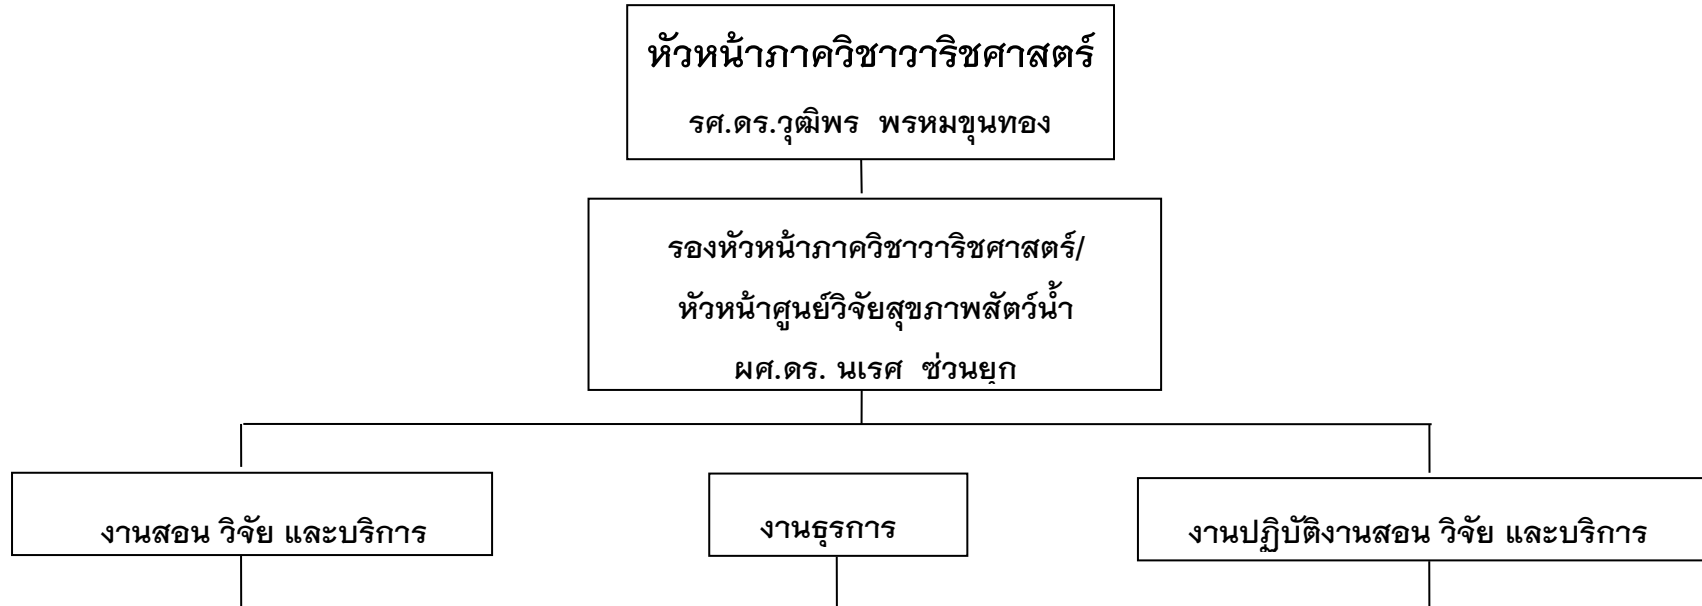 หัวหน้าภาควิชาวาริชศาสตร์
รศ.ดร.วุฒิพร  พรหมขุนทอง
รองหัวหน้าภาควิชาวาริชศาสตร์/
หัวหน้าศูนย์วิจัยสุขภาพสัตว์น้ำ
ผศ.ดร. นเรศ  ซ่วนยุก
งานสอน วิจัย และบริการ
งานธุรการ
งานปฏิบัติงานสอน วิจัย และบริการ